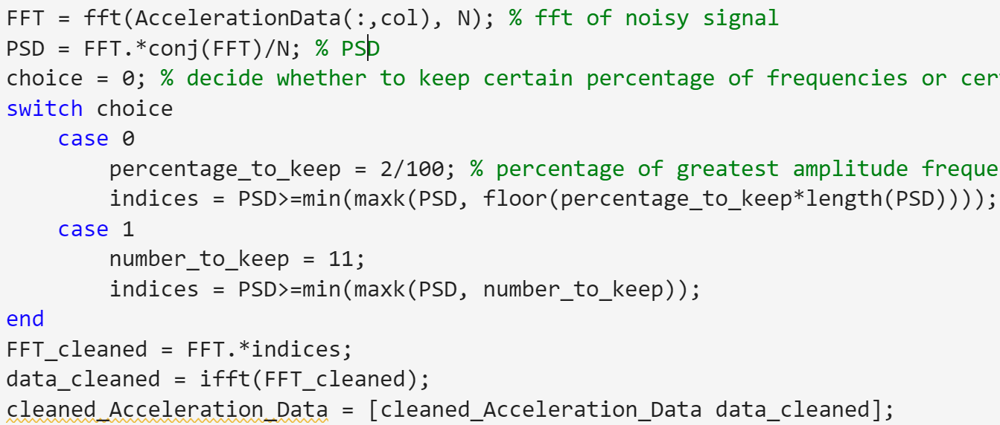 FFT = fft(AccelerationData(:,col), N); % fft of noisy signal
PSD = FFT.*conj(FFT)/N; % PSD
choice = 0; % decide whether to keep certain percentage of frequencies or cer
switch choice
case 0
percentage_to_keep = 2/100; % percentage of greatest amplitude freque
indices = PSD>=min(maxk(PSD, floor(percentage_to_keep*length(PSD))));
case 1
number_to_keep = 11;
indices = PSD>=min(maxk(PSD, number_to_keep));
end
FFT_cleaned = FFT.*indices;
data_cleaned = ifft(FFT_cleaned);
cleaned_Acceleration_Data = [cleaned_Acceleration_Data data_cleaned];